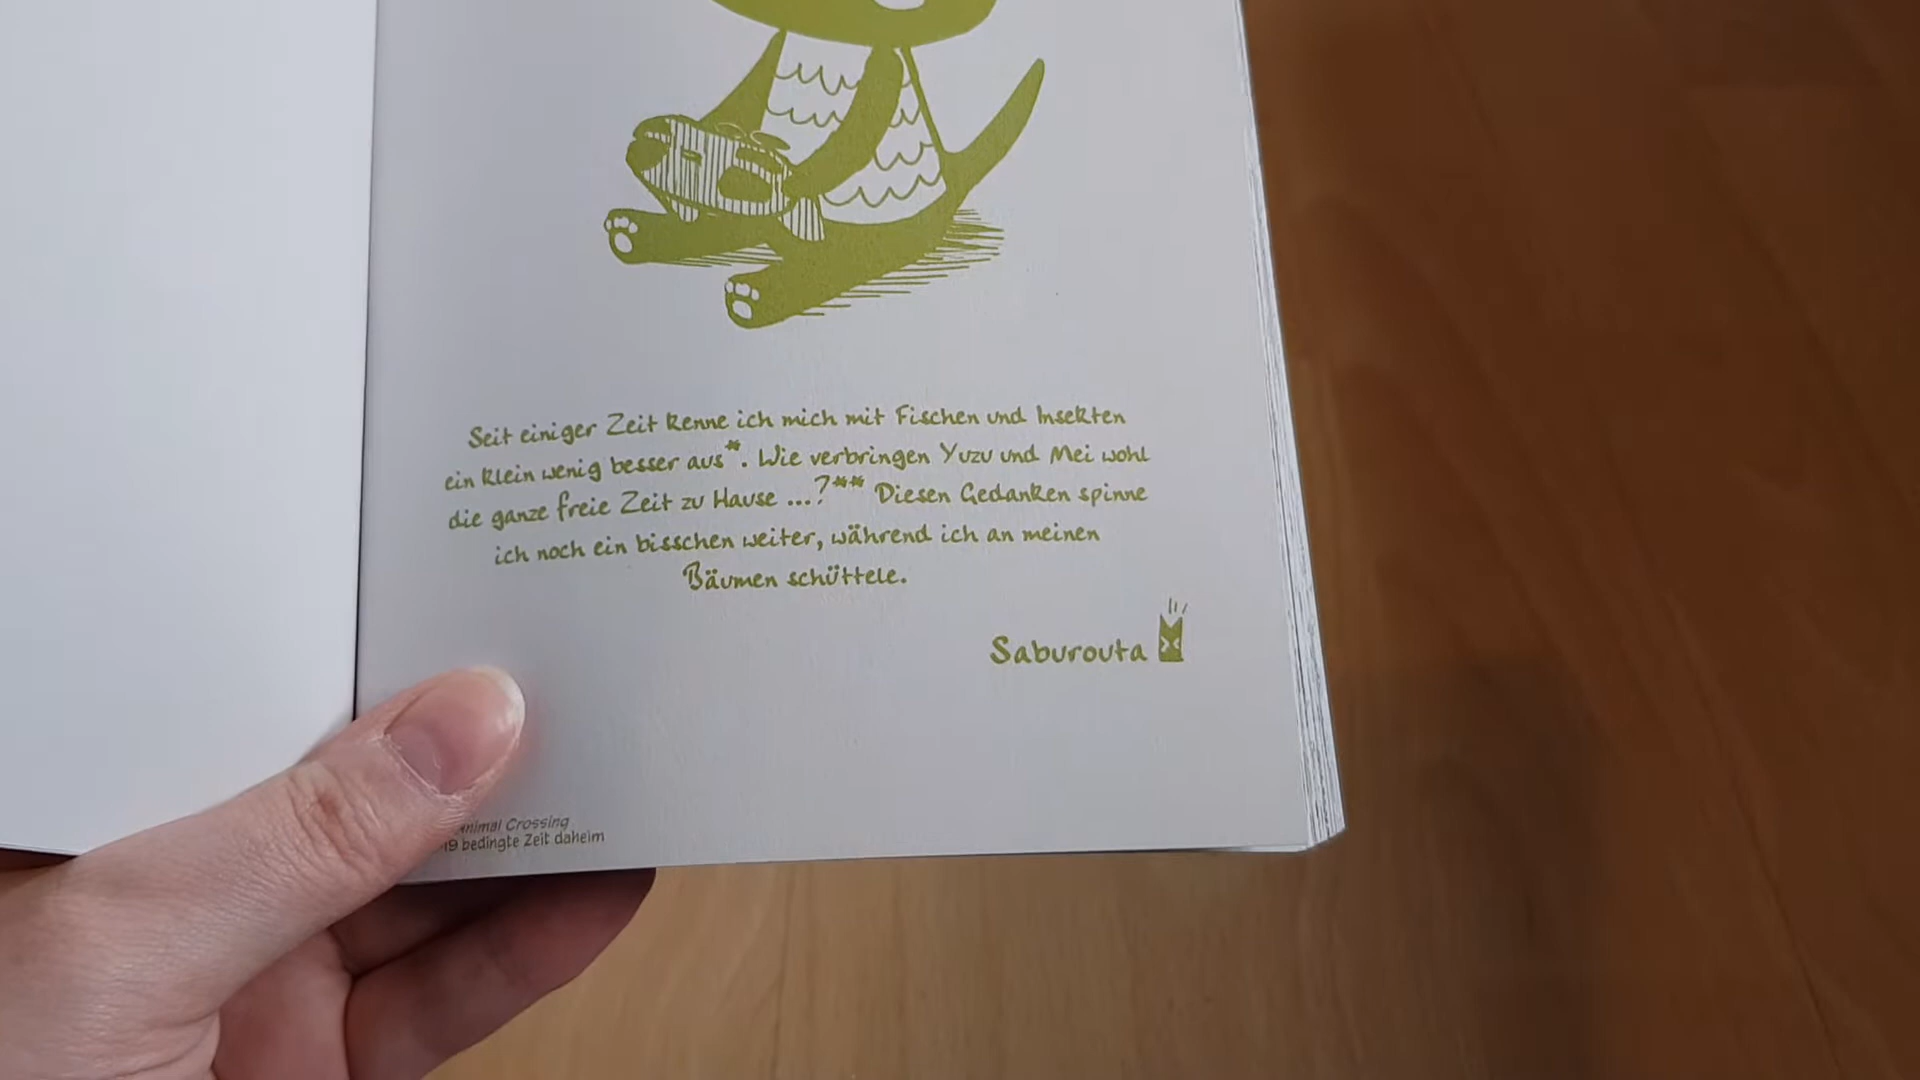 Seit einiger Zeit kenne ich mich mit Fischen und Insekten
ein klein wenig besser aus*. Wie verbringen Yuzu und Mei wohl
die ganze freie Zeit zu Hause ...?** Diesen Gedanken spinne
ich noch ein bisschen weiter, während ich an meinen
Bäumen schüttele.
Saburouta
Animal Crossing
19 bedingte Zeit daheim